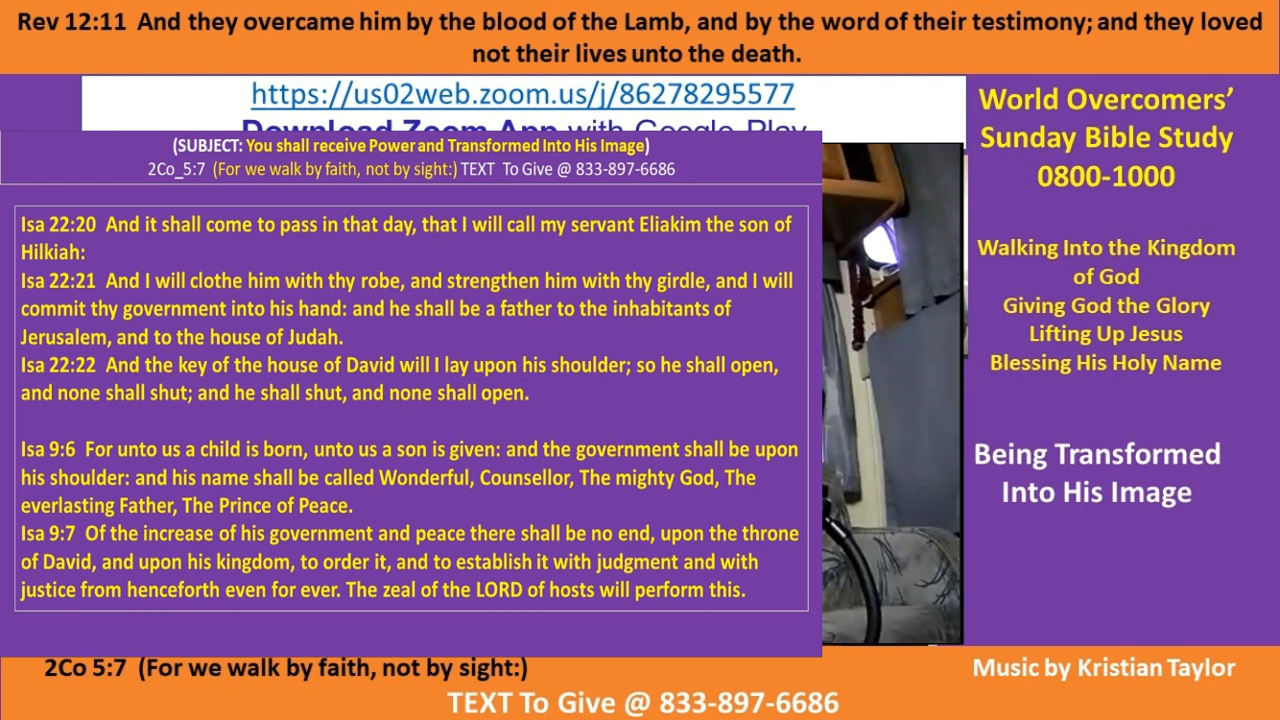 Rev 12:11 And they overcame him by the blood of the Lamb, and by the word of their testimony; and they loved
not their lives unto the death.
https://us02web.zoom.us/j/86278295577
Download Zoom App with Google Play
(SUBJECT: You shall receive Power and Transformed Into His Image)
2Co_5:7 (For we walk by faith, not by sight:) TEXT To Give @ 833-897-6686
Isa 22:20 And it shall come to pass in that day, that I will call my servant Eliakim the son of
Hilkiah:
Isa 22:21 And I will clothe him with thy robe, and strengthen him with thy girdle, and I will
commit thy government into his hand: and he shall be a father to the inhabitants of
Jerusalem, and to the house of Judah.
Isa 22:22 And the key of the house of David will I lay upon his shoulder; so he shall open,
and none shall shut; and he shall shut, and none shall open.
Isa 9:6 For unto us a child is born, unto us a son is given: and the government shall be upon
his shoulder: and his name shall be called Wonderful, Counsellor, The mighty God, The
everlasting Father, The Prince of Peace.
Isa 9:7 Of the increase of his government and peace there shall be no end, upon the throne
of David, and upon his kingdom, to order it, and to establish it with judgment and with
justice from henceforth even for ever. The zeal of the LORD of hosts will perform this.
World Overcomers’
Sunday Bible Study
0800-1000
Walking Into the Kingdom
of God
Giving God the Glory
Lifting Up Jesus
Blessing His Holy Name
Being Transformed
Into His Image
2Co 5:7 (For we walk by faith, not by sight:)
Music by Kristian Taylor
TEXT To Give @ 833-897-6686